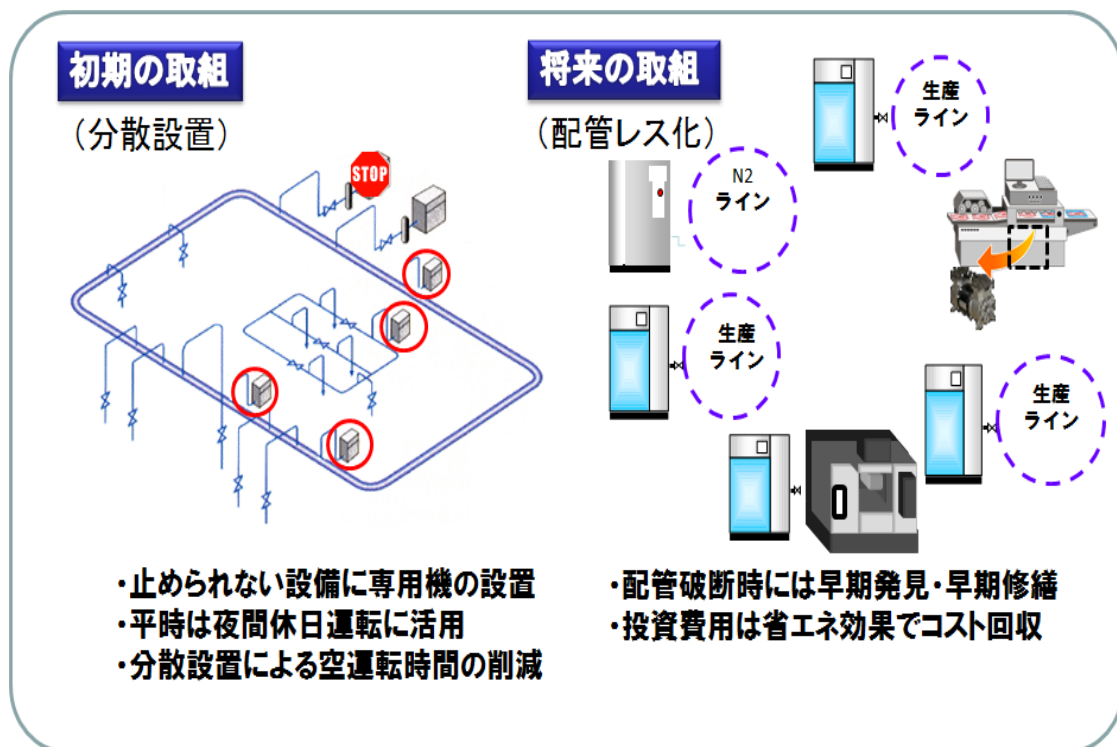 初期の取組
（分散設置）
STOP
・止められない設備に専用機の設置
・平時は夜間休日運転に活用
・分散設置による空運転時間の削減
将来の取組
（配管レス化）
生産
ライン
N2
ライン
生産
ライン
生産
ライン
・配管破断時には早期発見・早期修繕
・投資費用は省エネ効果でコスト回収